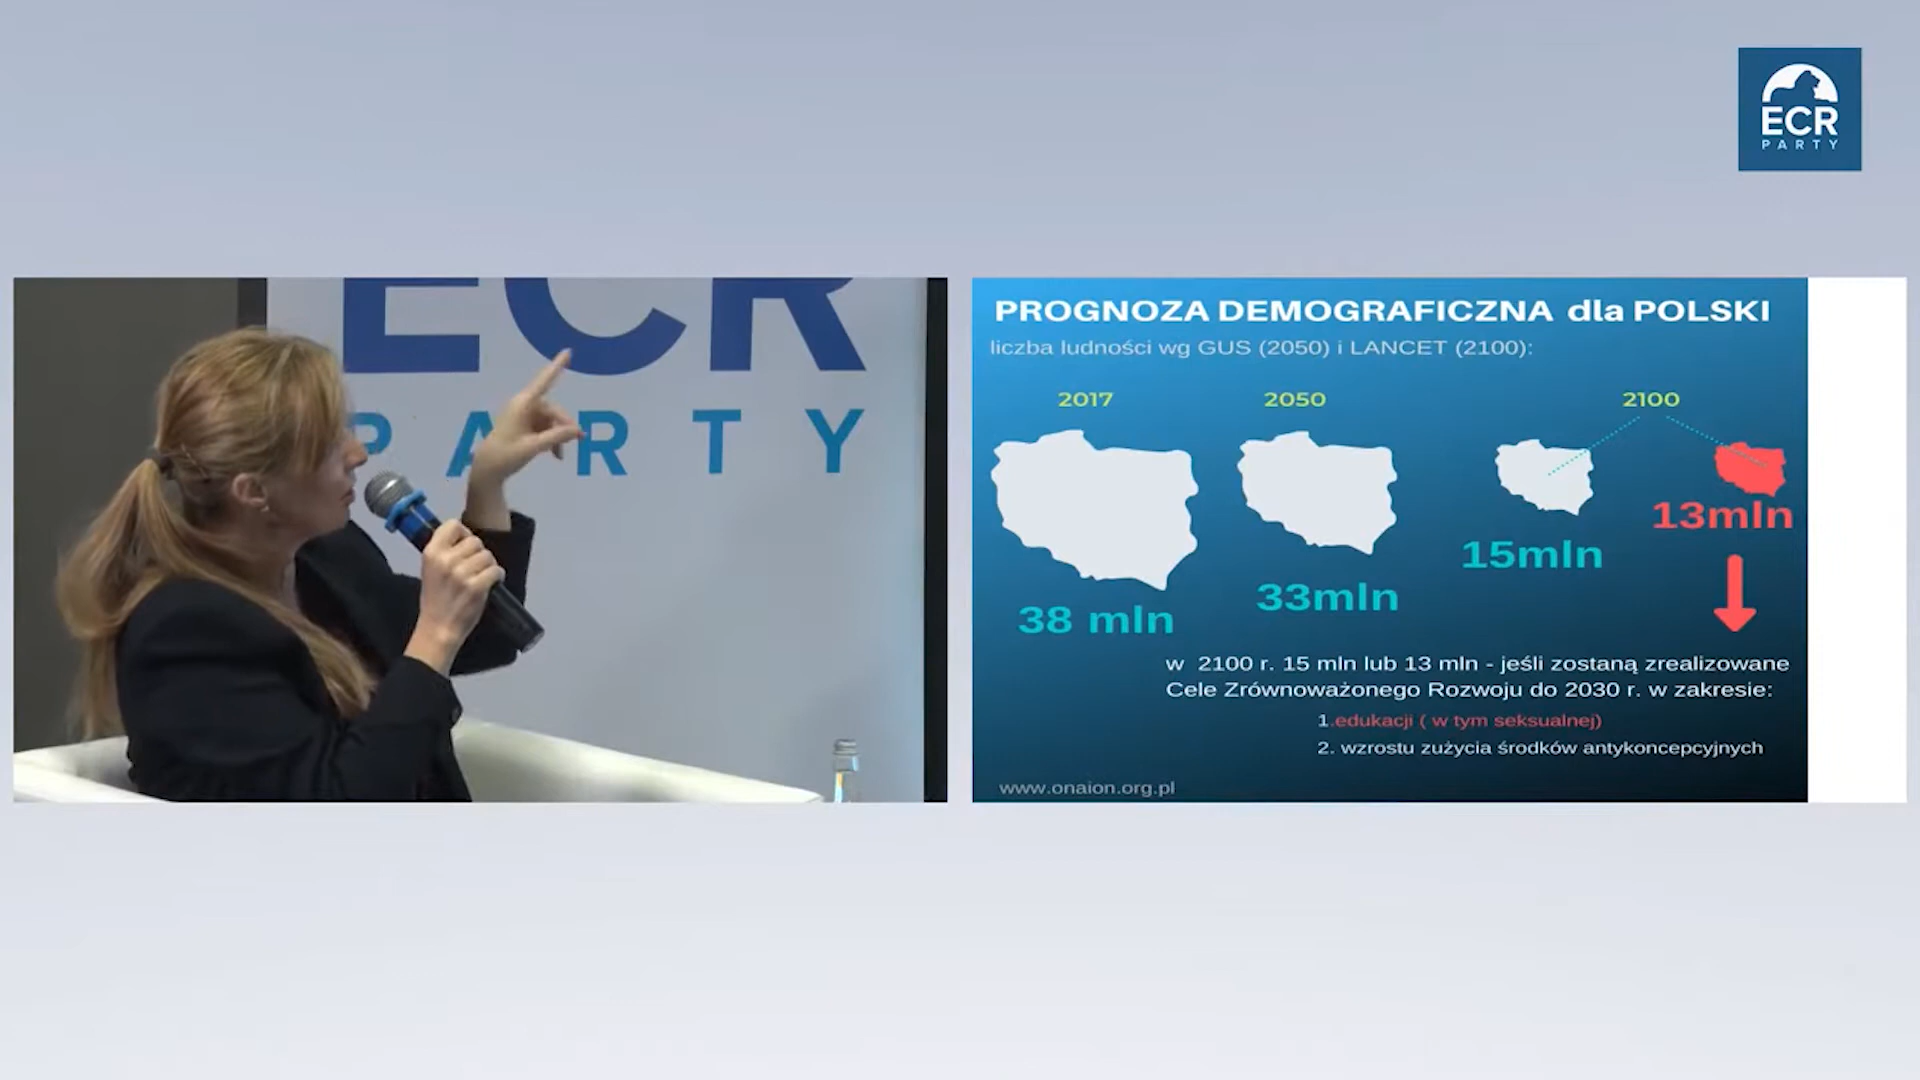 ECR
PARTY
ECR
PARTY
PROGNOZA DEMOGRAFICZNA dla POLSKI
liczba ludności wg GUS (2050) i LANCET (2100):
2017
2050
2100
38 mln
33mln
15mln
13mln
w 2100 r. 15 mln lub 13 mln - jeśli zostaną zrealizowane
Cele Zrównoważonego Rozwoju do 2030 r. w zakresie:
1.edukacji ( w tym seksualnej)
2. wzrostu zużycia środków antykoncepcyjnych
www.onaion.org.pl